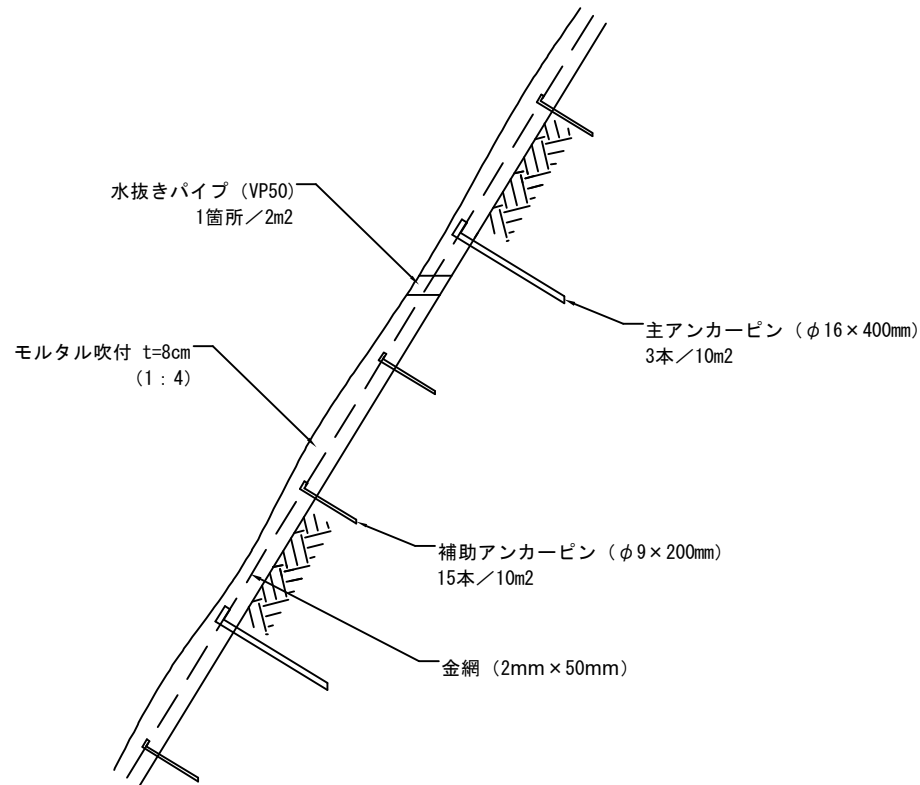 水抜きパイプ（VP50）
1箇所／2m2
主アンカーピン（φ16×400mm）
3本／10m2
モルタル吹付 t=8cm
（1：4）
補助アンカーピン（φ9×200mm）
15本／10m2
金網（2mm×50mm）